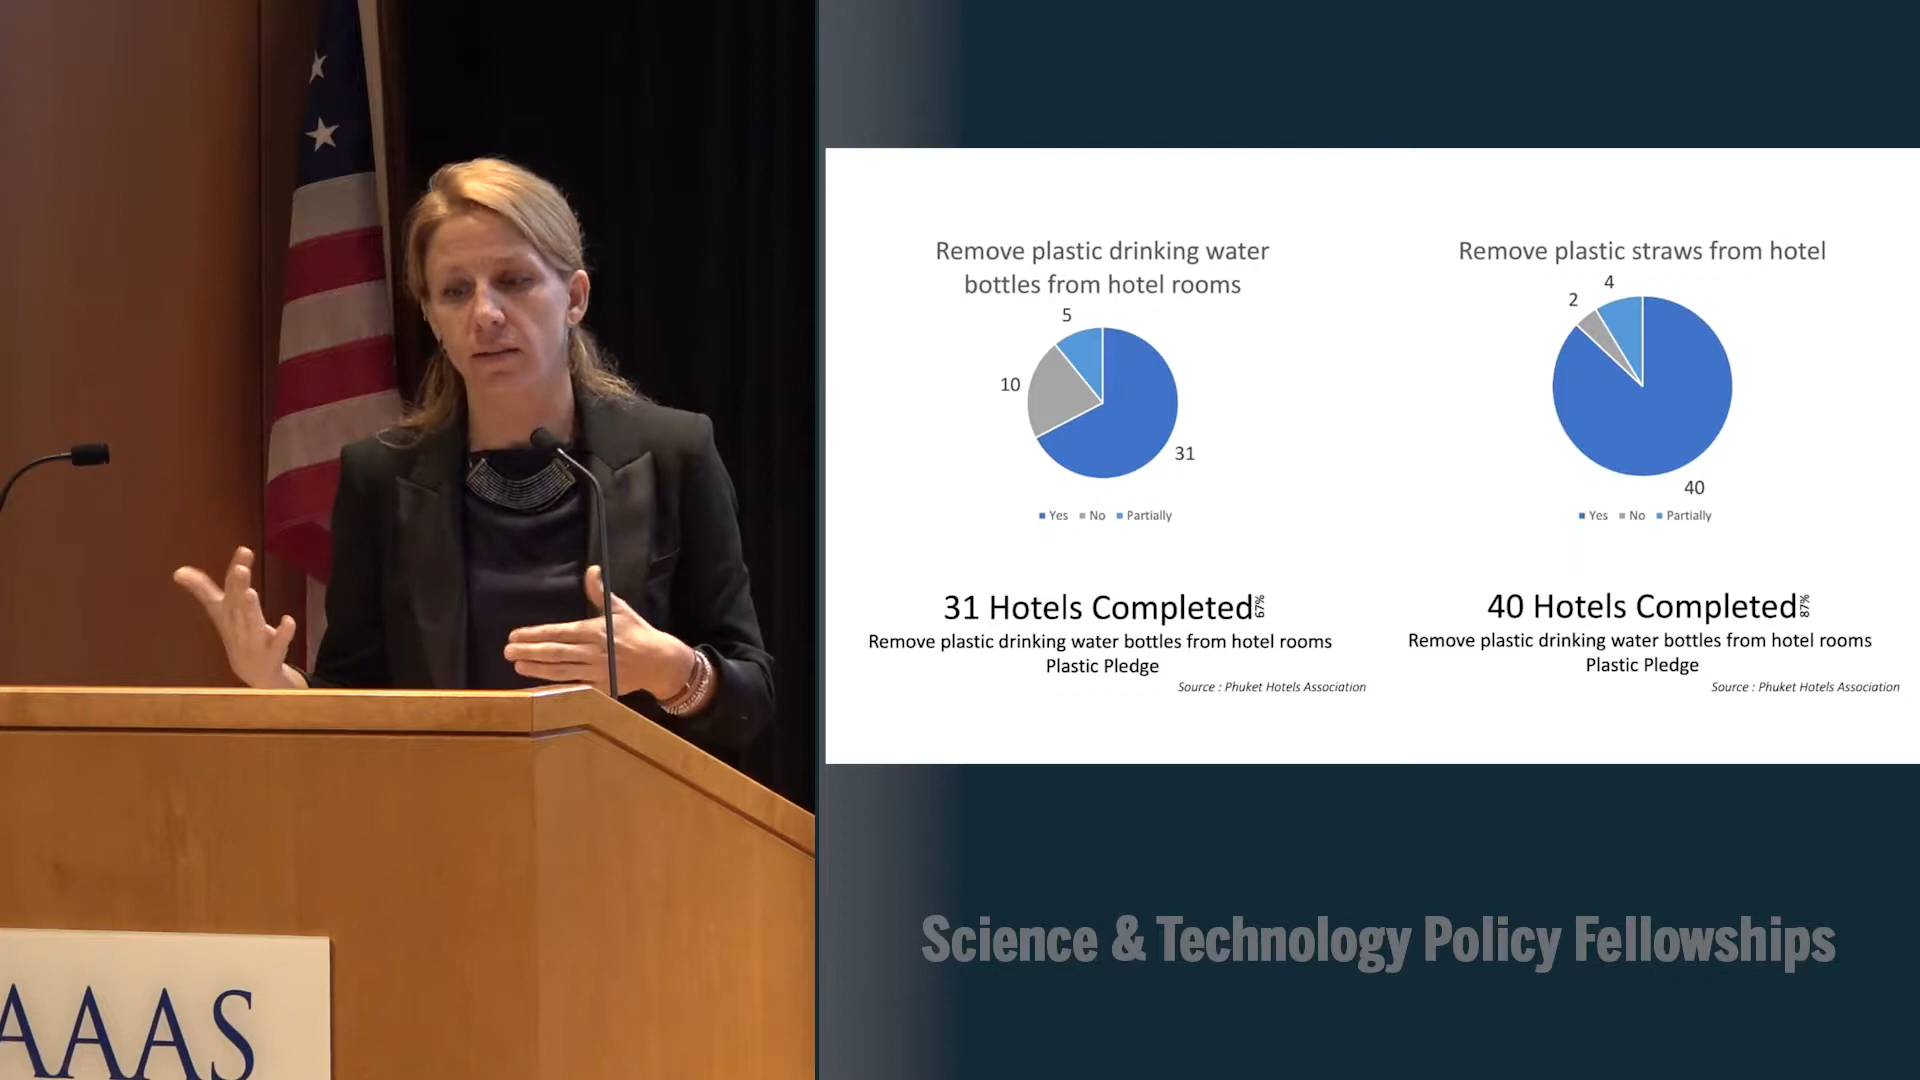 Remove plastic drinking water
bottles from hotel rooms
5
10
31
Yes No Partially
31 Hotels Completed 67%
Remove plastic drinking water bottles from hotel rooms
Plastic Pledge
Source : Phuket Hotels Association
Remove plastic straws from hotel
4
2
40
Yes No Partially
40 Hotels Completed 87%
Remove plastic drinking water bottles from hotel rooms
Plastic Pledge
Source : Phuket Hotels Association
Science & Technology Policy Fellowships
AAAS